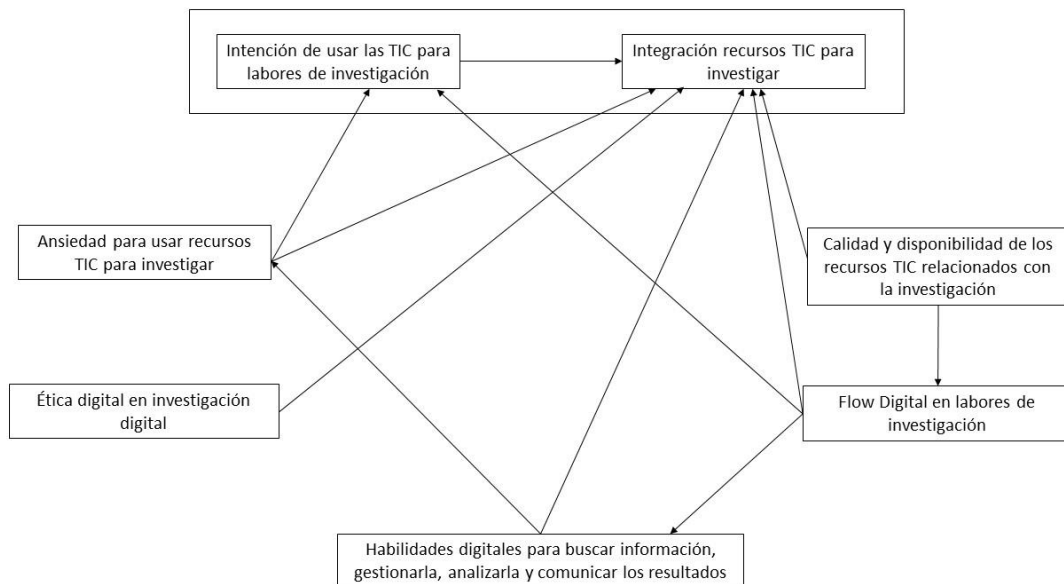 Intención de usar las TIC para
labores de investigación
Integración recursos TIC para
investigar
Ansiedad para usar recursos
TIC para investigar
Calidad y disponibilidad de los
recursos TIC relacionados con
la investigación
Ética digital en investigación
digital
Flow Digital en labores de
investigación
Habilidades digitales para buscar información,
gestionarla, analizarla y comunicar los resultados